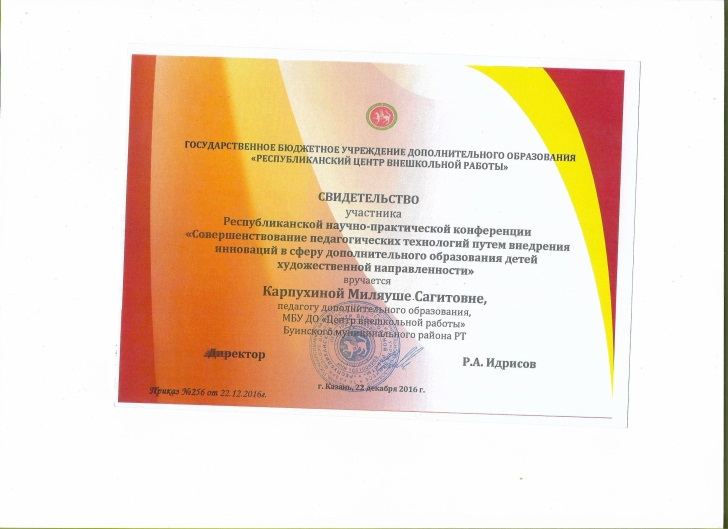 ГОСУДАРСТВЕННОЕ БЮДЖЕТНОЕ УЧРЕЖДЕНИЕ ДОПОЛНИТЕЛЬНОГО ОБРАЗОВАНИЯ
«РЕСПУБЛИКАНСКИЙ ЦЕНТР ВНЕШКОЛЬНОЙ РАБОТЫ»
СВИДЕТЕЛЬСТВО
участника
Республиканской научно-практической конференции
«Совершенствование педагогических технологий путем внедрения
инноваций в сферу дополнительного образования детей
художественной направленности»
вручается
Карпухиной Миляуше Сагитовне,
педагогу дополнительного образования,
МБУ ДО «Центр внешкольной работы»
Буинского муниципального района РТ
Директор
Р.А. Идрисов
Приказ №256 от 22.12.2016г.
г. Казань, 22 декабря 2016 г.